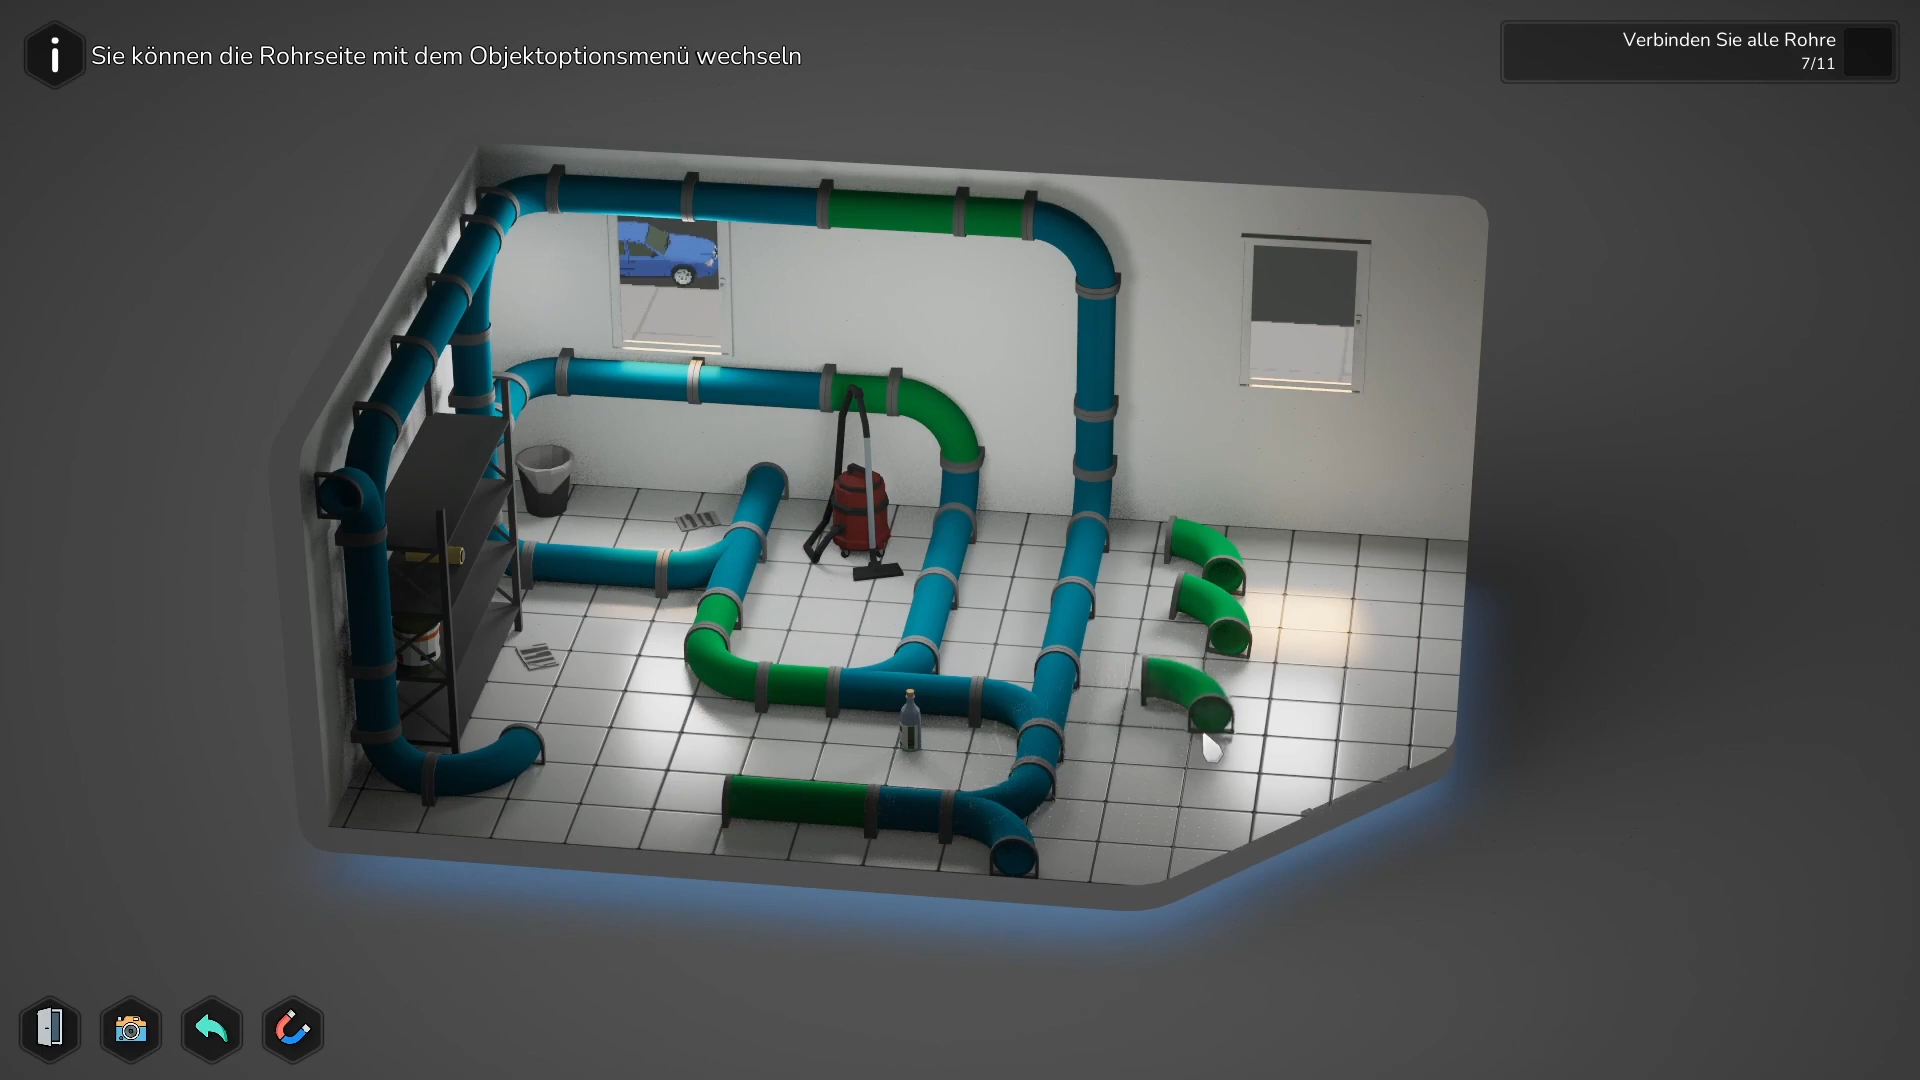 Sie können die Rohrseite mit dem Objektoptionsmenü wechseln
Verbinden Sie alle Rohre
7/11